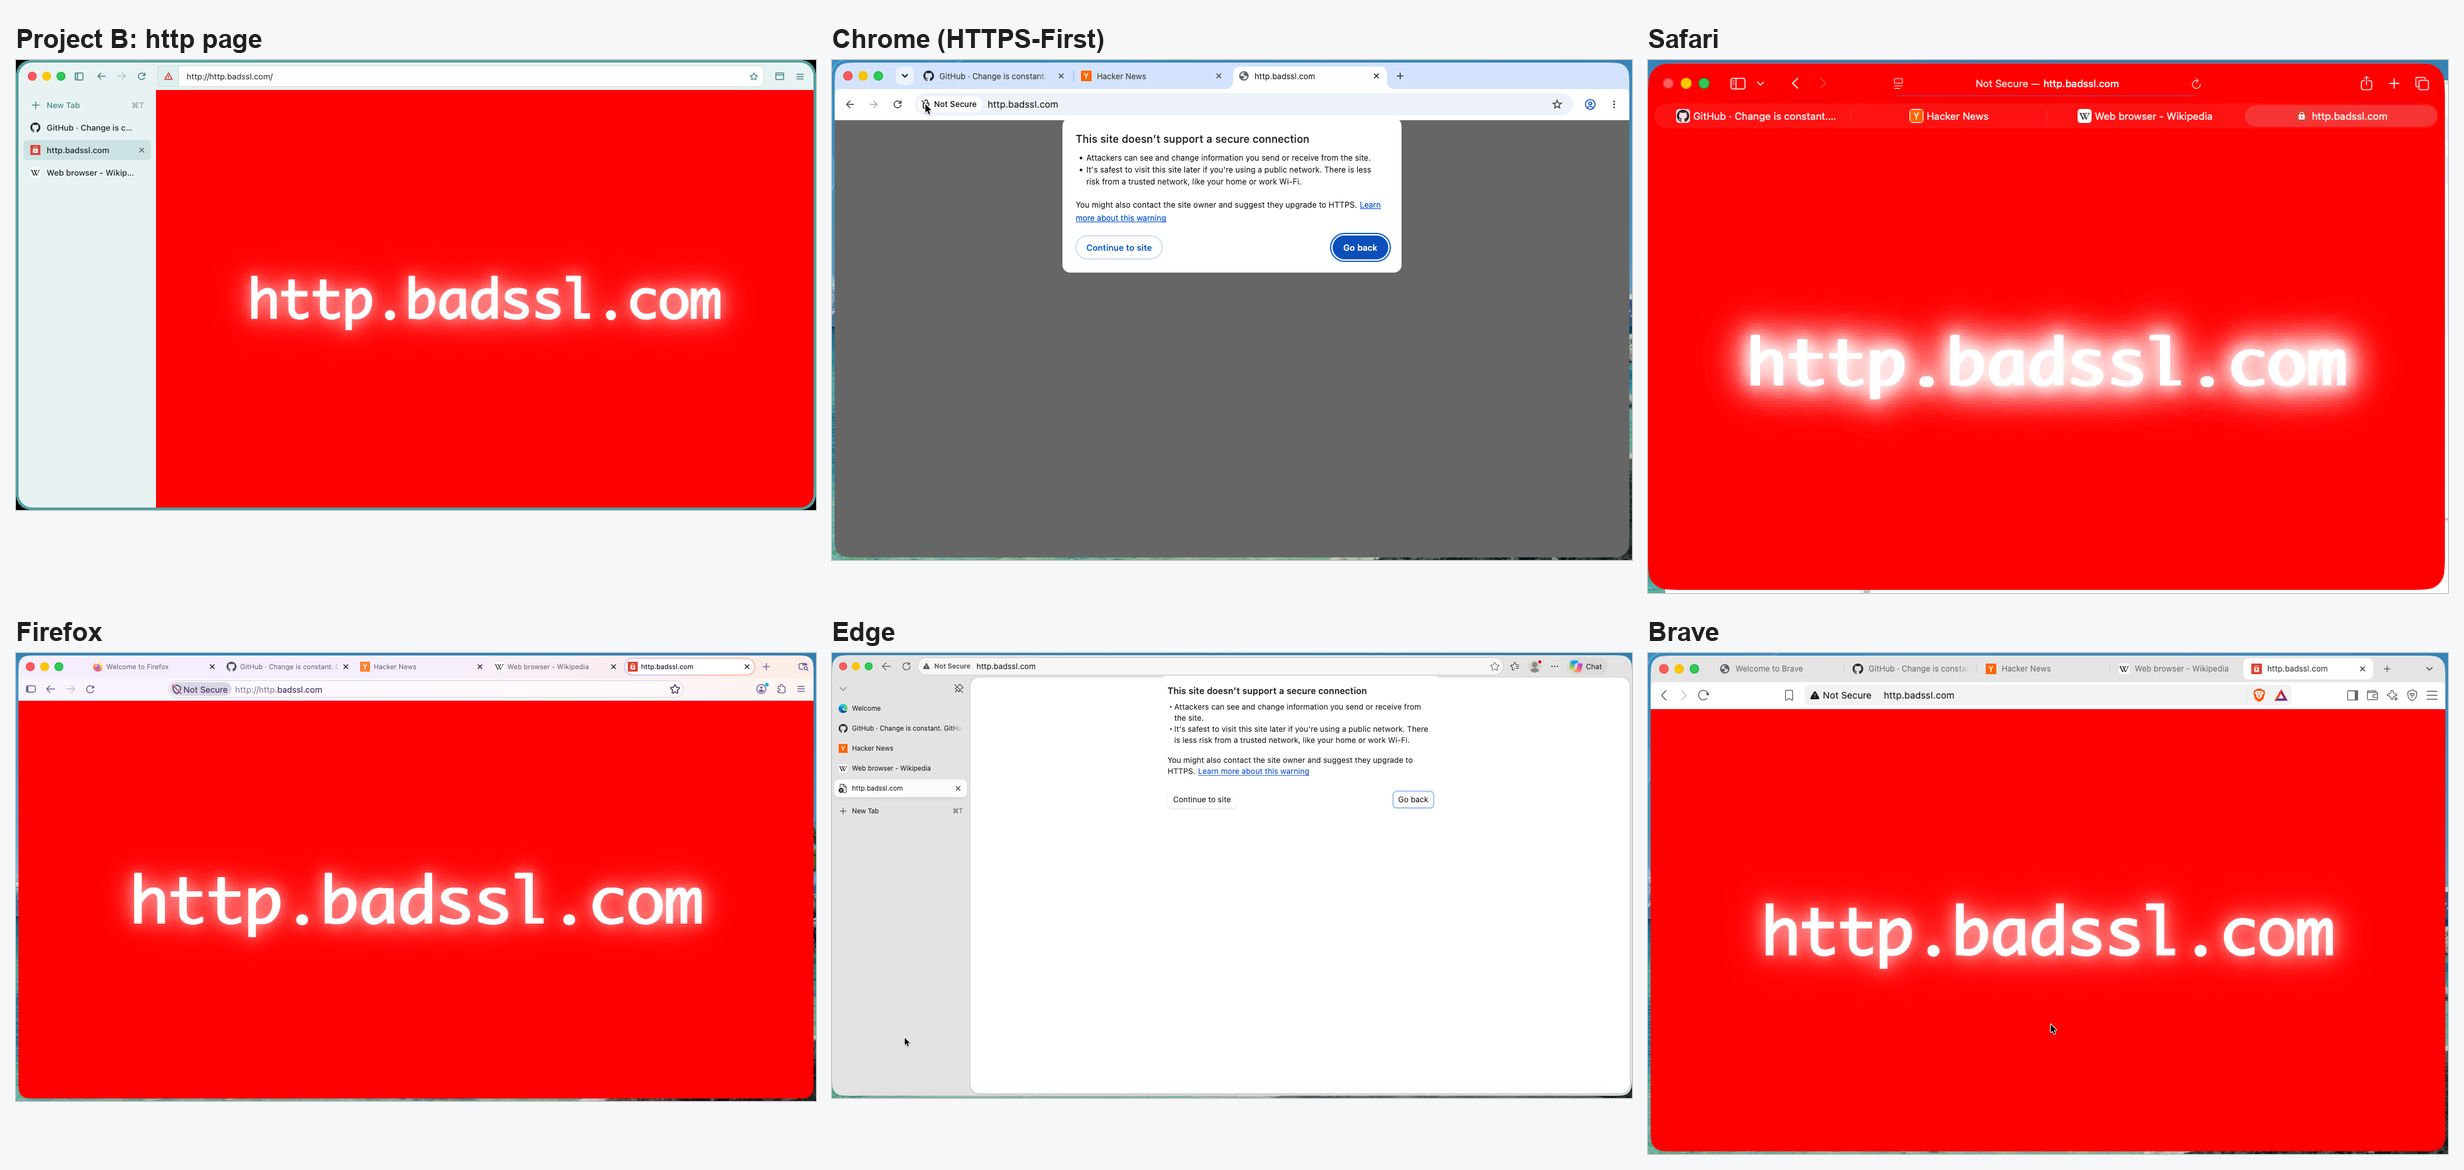 Project B: http page
http://http.badssl.com/
New Tab ⌘T
GitHub · Change is c...
http.badssl.com
Web browser - Wikip...
http.badssl.com
Chrome (HTTPS-First)
GitHub · Change is constant.
Hacker News
http.badssl.com
Not Secure http.badssl.com
This site doesn't support a secure connection
• Attackers can see and change information you send or receive from the site.
• It's safest to visit this site later if you're using a public network. There is less
risk from a trusted network, like your home or work Wi-Fi.
You might also contact the site owner and suggest they upgrade to HTTPS. Learn
more about this warning
Continue to site Go back
Safari
Not Secure — http.badssl.com
GitHub · Change is constant....
Hacker News
Web browser - Wikipedia
http.badssl.com
http.badssl.com
Firefox
Welcome to Firefox
GitHub · Change is constant.
Hacker News
Web browser - Wikipedia
http.badssl.com
Not Secure http://http.badssl.com
http.badssl.com
Edge
Not Secure http.badssl.com
Chat
Welcome
GitHub · Change is constant. GitH
Hacker News
Web browser - Wikipedia
http.badssl.com
New Tab ⌘T
This site doesn't support a secure connection
• Attackers can see and change information you send or receive from
the site.
• It's safest to visit this site later if you're using a public network. There
is less risk from a trusted network, like your home or work Wi-Fi.
You might also contact the site owner and suggest they upgrade to
HTTPS. Learn more about this warning
Continue to site Go back
Brave
Welcome to Brave
GitHub · Change is consta
Hacker News
Web browser - Wikipedia
http.badssl.com
Not Secure http.badssl.com
http.badssl.com